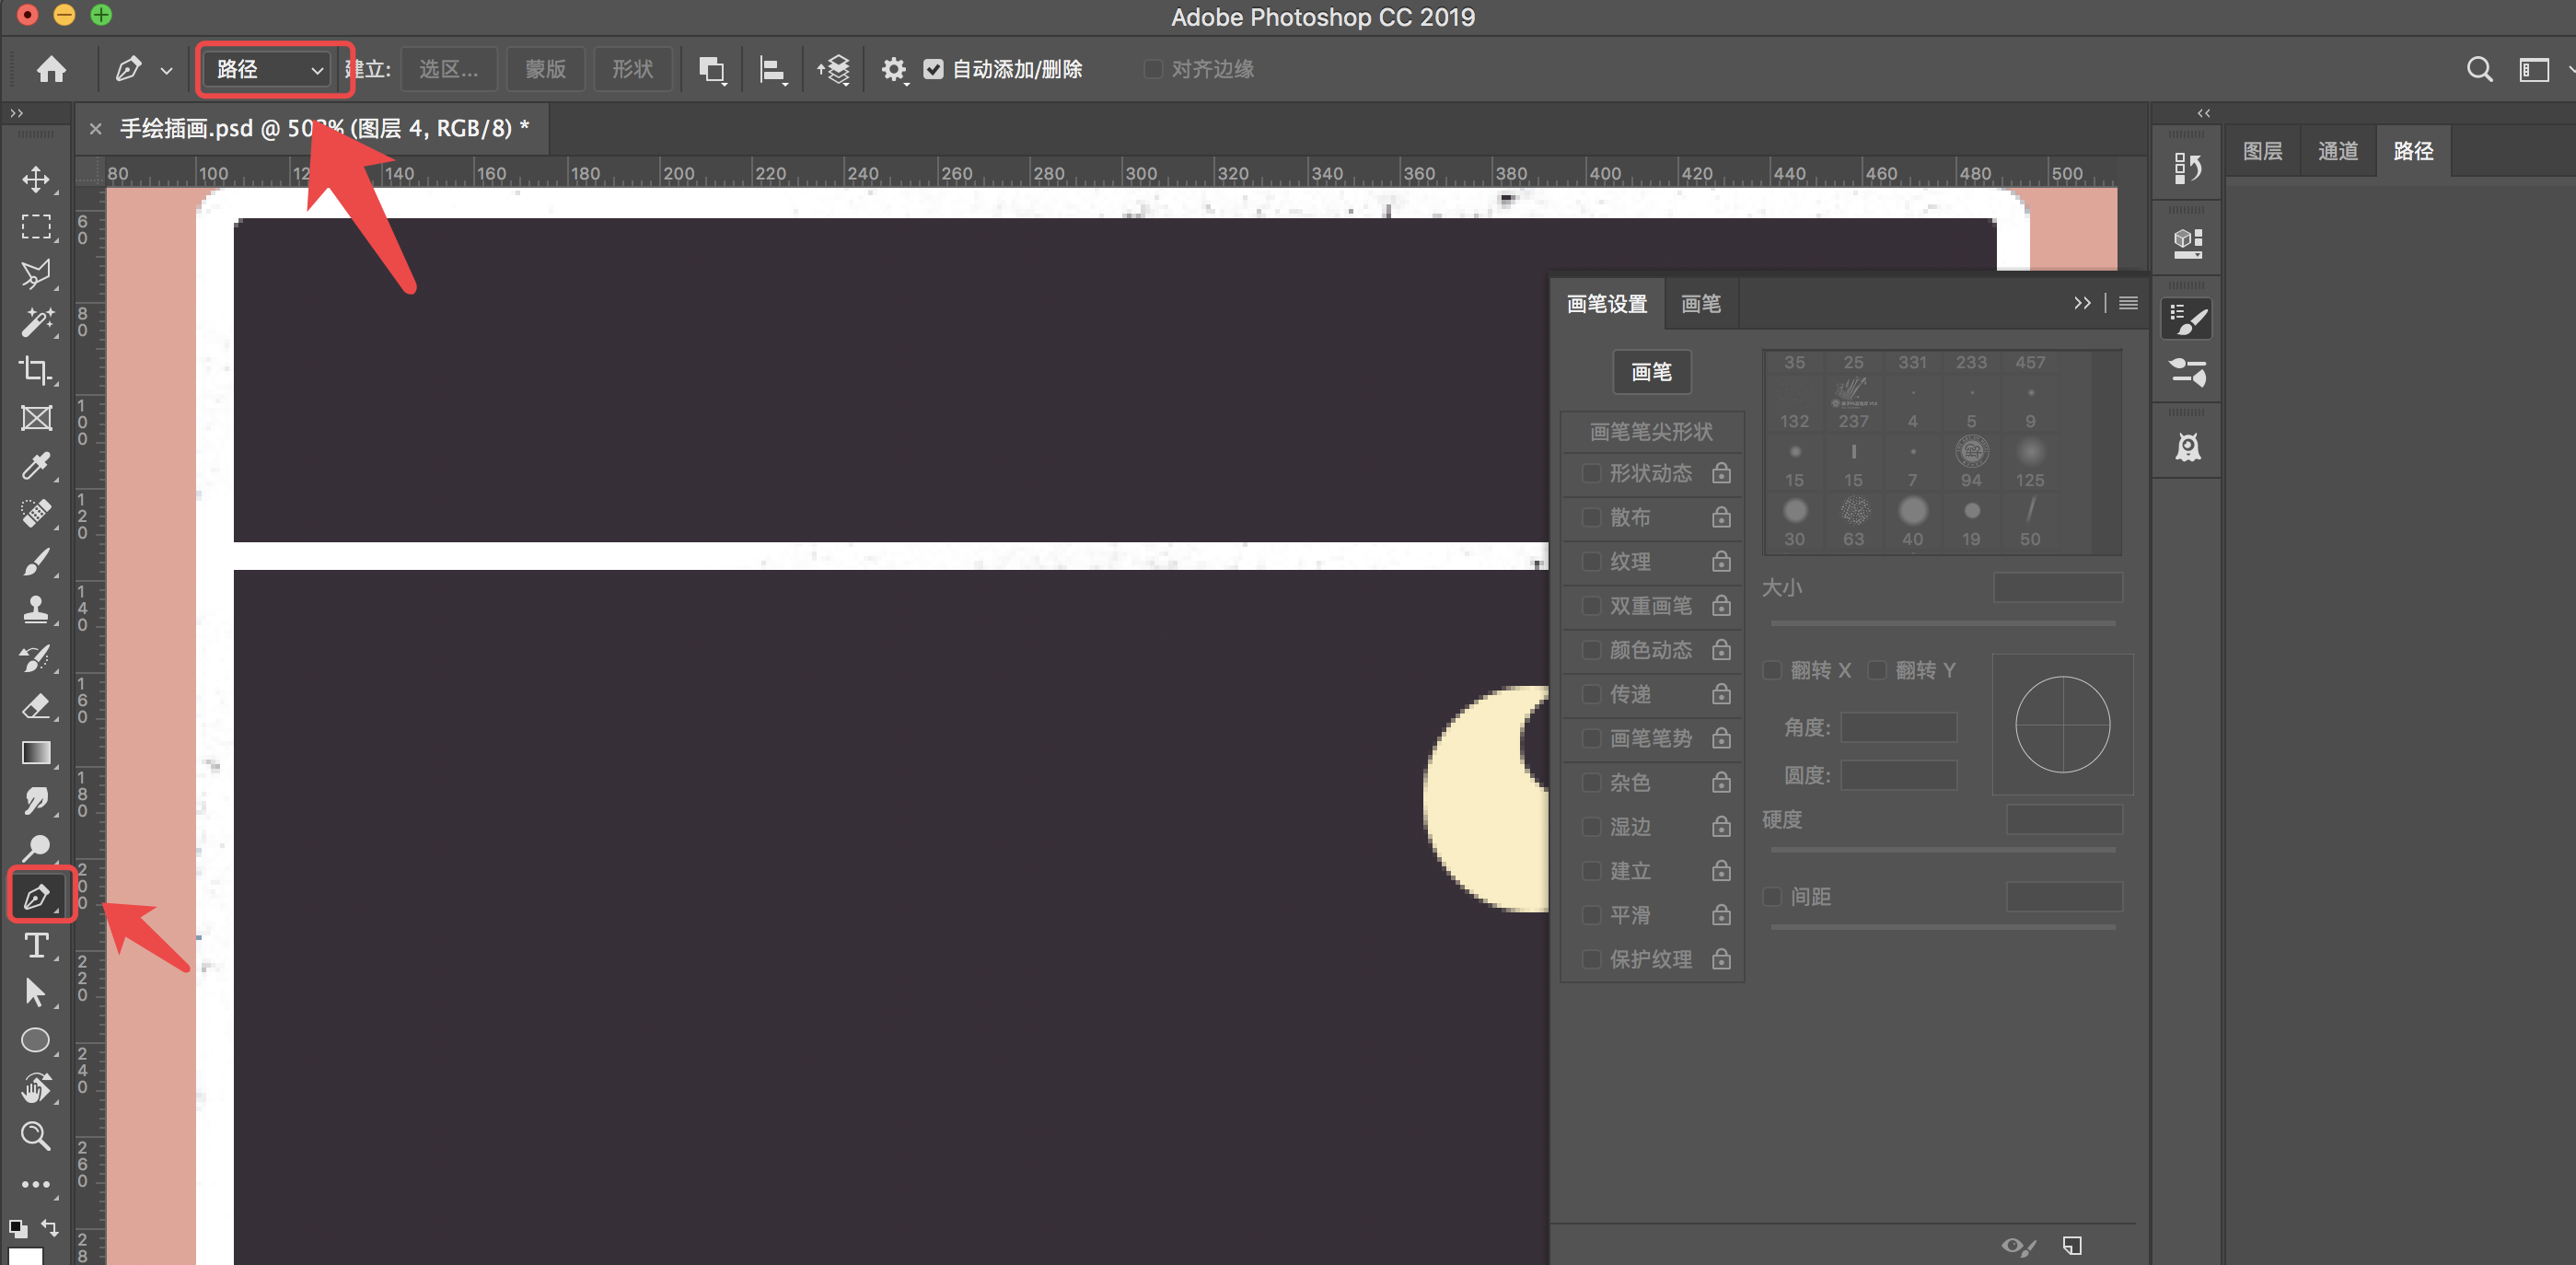 Adobe Photoshop CC 2019
路径
建立: 选区... 蒙版 形状
自动添加/删除
对齐边缘
手绘插画.psd @ 503% (图层 4, RGB/8) *
图层 通道 路径
80 100 140 160 180 200 220 240 260 280 300 320 340 360 380 400 420 440 460 480 500
60
80
100
120
140
160
180
200
220
240
260
28
T
画笔设置 画笔
画笔
35 25 331 233 457
132 237 4 5 9
15 15 7 94 125
30 63 40 19 50
画笔笔尖形状
形状动态
散布
纹理
双重画笔
颜色动态
传递
画笔笔势
杂色
湿边
建立
平滑
保护纹理
大小
翻转 X 翻转 Y
角度:
圆度:
硬度
间距